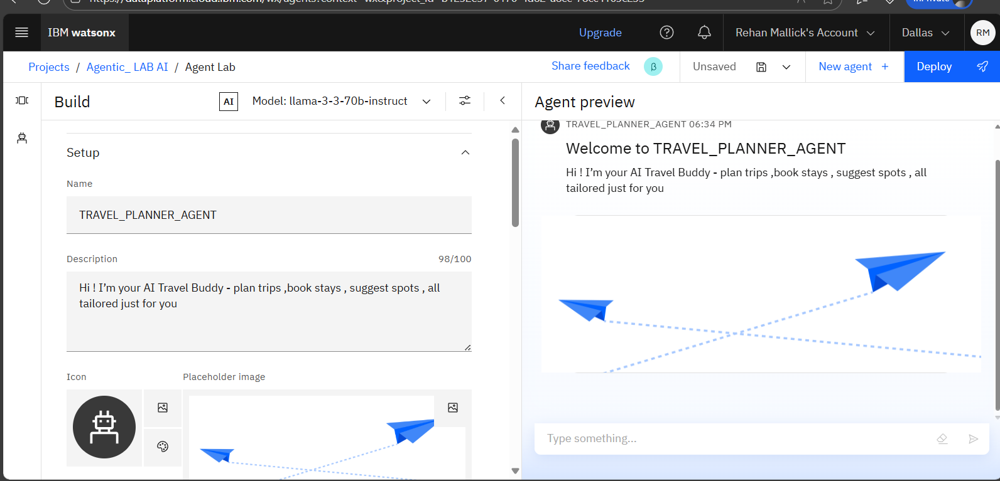 IBM watsonx
Upgrade
Rehan Mallick's Account
Dallas
RM
Projects / Agentic_ LAB AI / Agent Lab
Share feedback
β
Unsaved
New agent +
Deploy
Build
AI
Model: llama-3-3-70b-instruct
Agent preview
Setup
Name
TRAVEL_PLANNER_AGENT
Description
98/100
Hi ! I’m your AI Travel Buddy - plan trips ,book stays , suggest spots , all
tailored just for you
Icon
Placeholder image
TRAVEL_PLANNER_AGENT 06:34 PM
Welcome to TRAVEL_PLANNER_AGENT
Hi ! I’m your AI Travel Buddy - plan trips ,book stays , suggest spots , all
tailored just for you
Type something...